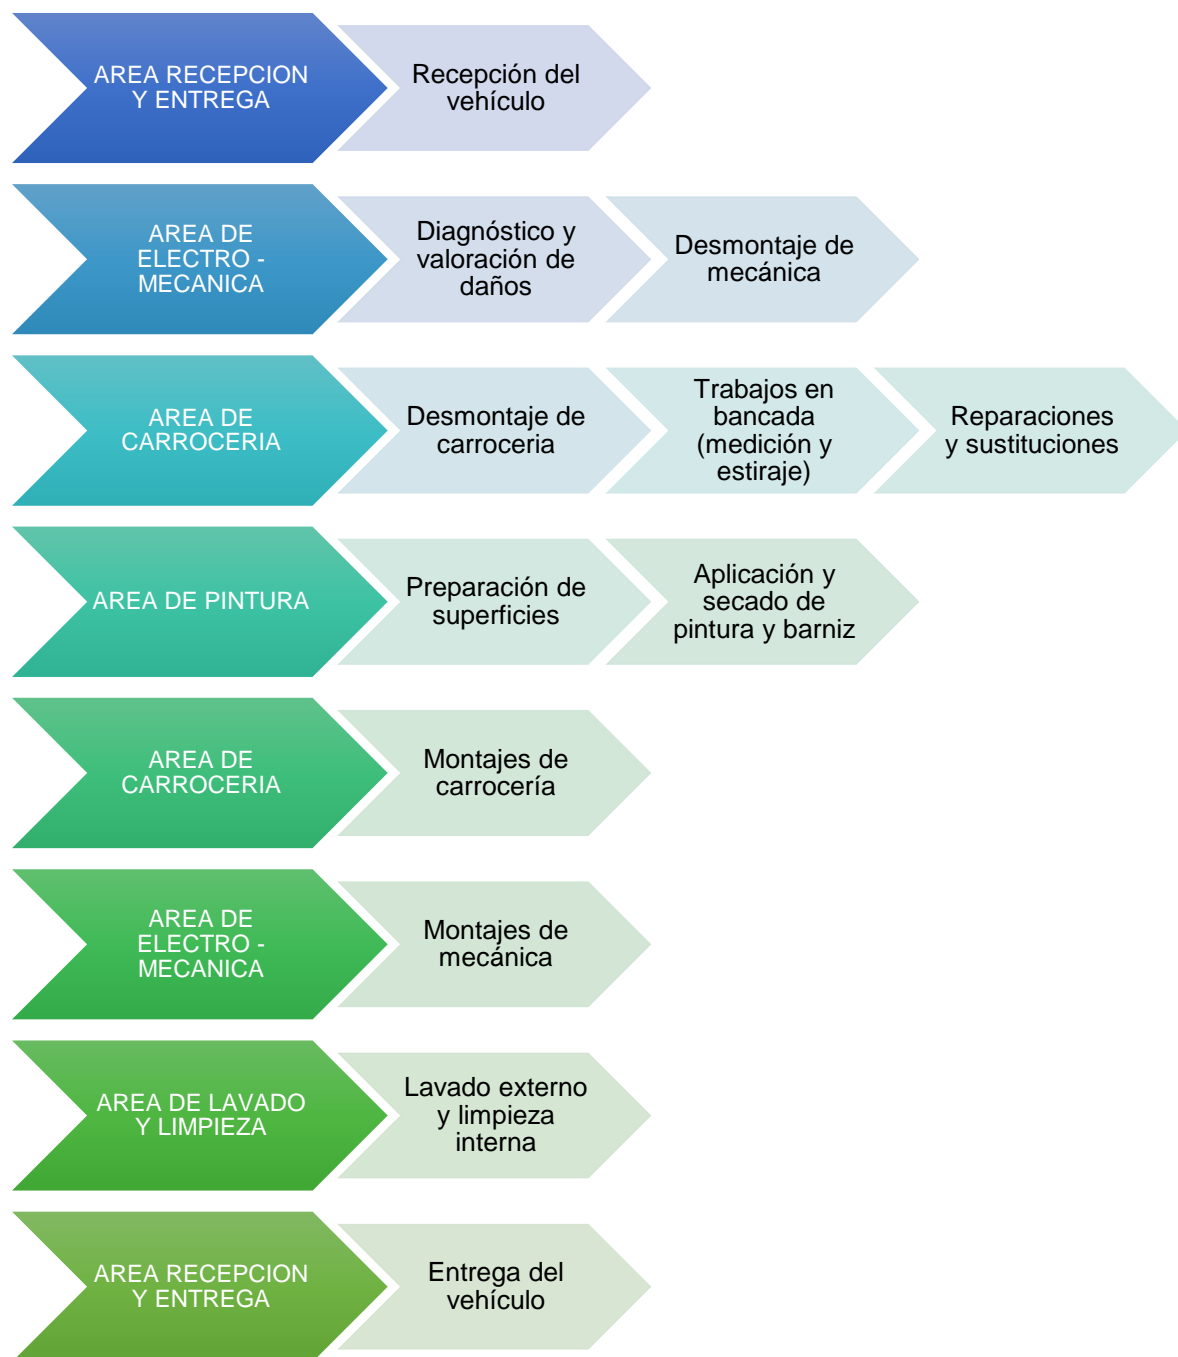 AREA RECEPCION
Y ENTREGA
Recepción del
vehículo
AREA DE
ELECTRO -
MECANICA
Diagnóstico y
valoración de
daños
Desmontaje de
mecánica
AREA DE
CARROCERIA
Desmontaje de
carroceria
Trabajos en
bancada
(medición y
estiraje)
Reparaciones
y sustituciones
AREA DE PINTURA
Preparación de
superficies
Aplicación y
secado de
pintura y barniz
AREA DE
CARROCERIA
Montajes de
carrocería
AREA DE
ELECTRO -
MECANICA
Montajes de
mecánica
AREA DE LAVADO
Y LIMPIEZA
Lavado externo
y limpieza
interna
AREA RECEPCION
Y ENTREGA
Entrega del
vehículo